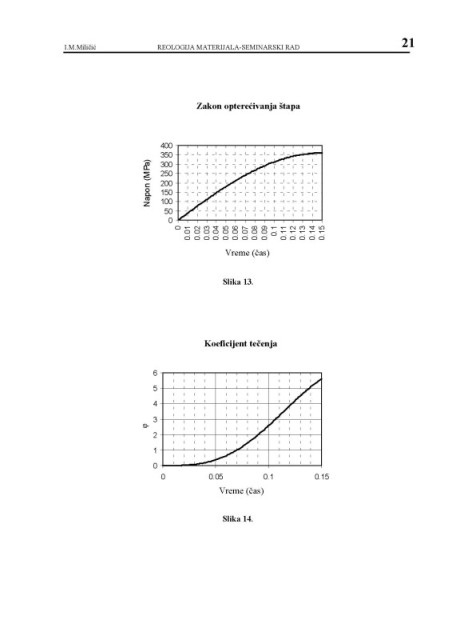 I.M.Miličić REOLOGIJA MATERIJALA-SEMINARSKI RAD 21
Zakon opterećivanja štapa
400
350
300
250
200
150
100
50
0
Napon (MPa)
0 0.01 0.02 0.03 0.04 0.05 0.06 0.07 0.08 0.09 0.1 0.11 0.12 0.13 0.14 0.15
Vreme (čas)
Slika 13.
Koeficijent tečenja
6
5
4
3
2
1
0
φ
0 0.05 0.1 0.15
Vreme (čas)
Slika 14.